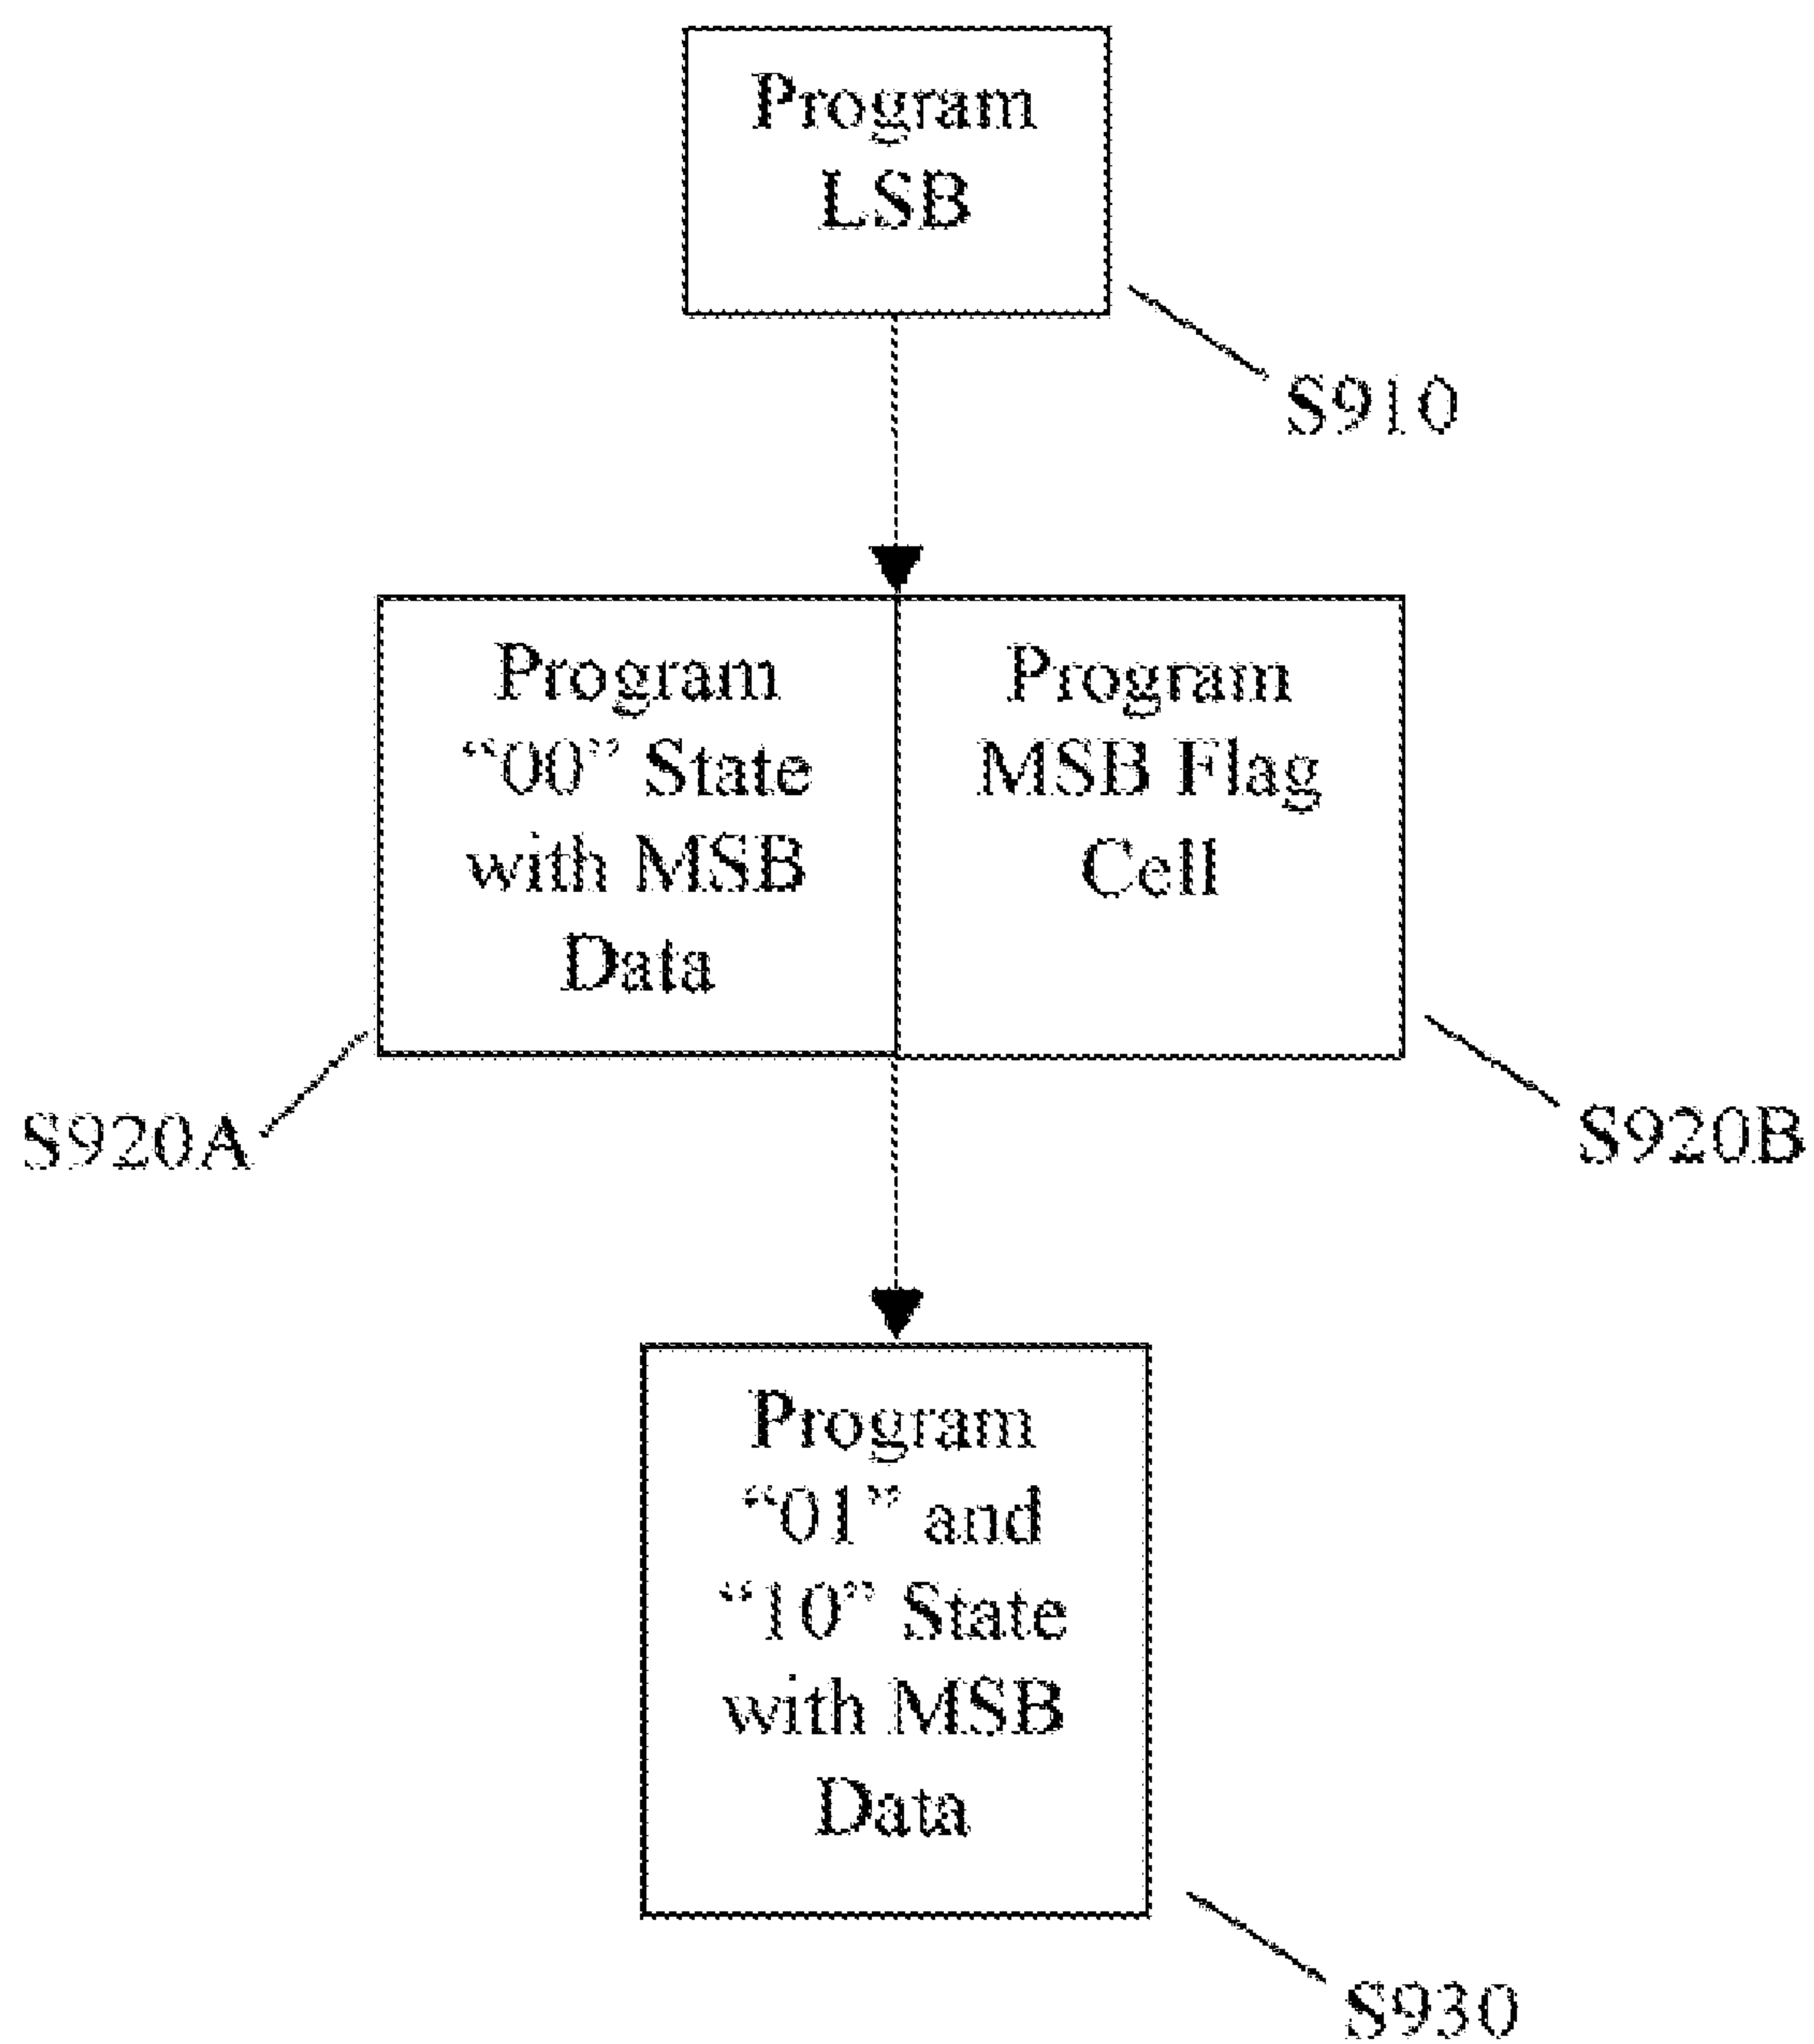 Program
LSB
S910
Program
“00” State
with MSB
Data
Program
MSB Flag
Cell
S920A
S920B
Program
“01” and
“10” State
with MSB
Data
S930